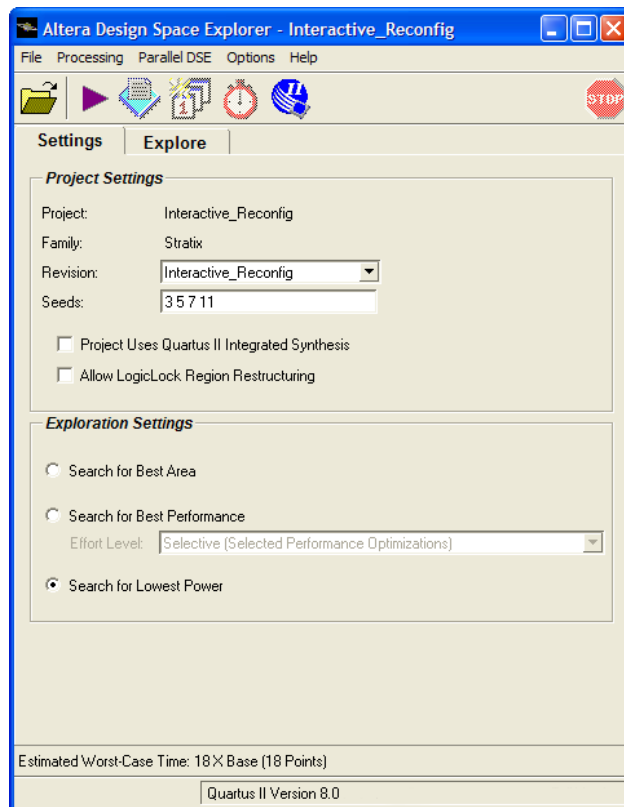 Altera Design Space Explorer - Interactive_Reconfig
File Processing Parallel DSE Options Help
1 II STOP
Settings Explore
Project Settings
Project: Interactive_Reconfig
Family: Stratix
Revision: Interactive_Reconfig
Seeds: 3 5 7 11
Project Uses Quartus II Integrated Synthesis
Allow LogicLock Region Restructuring
Exploration Settings
Search for Best Area
Search for Best Performance
Effort Level: Selective (Selected Performance Optimizations)
Search for Lowest Power
Estimated Worst-Case Time: 18 X Base (18 Points)
Quartus II Version 8.0